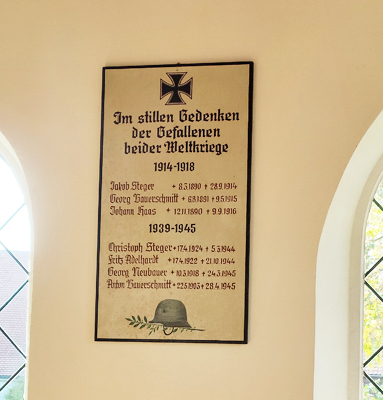 Im stillen Gedenken
der Gefallenen
beider Weltkriege
1914-1918
Jakob Steger + 8.3.1890 + 28.9.1914
Georg Bauerschmitt + 6.8.1891 + 9.5.1915
Johann Haas + 12.11.1890 + 9.9.1916
1939-1945
Christoph Steger + 17.4.1924 + 5.3.1944
Fritz Adelhardt + 17.4.1922 + 21.10.1944
Georg Neubauer + 10.3.1918 + 24.3.1945
Anton Bauerschmitt + 22.5.1903 + 28.4.1945